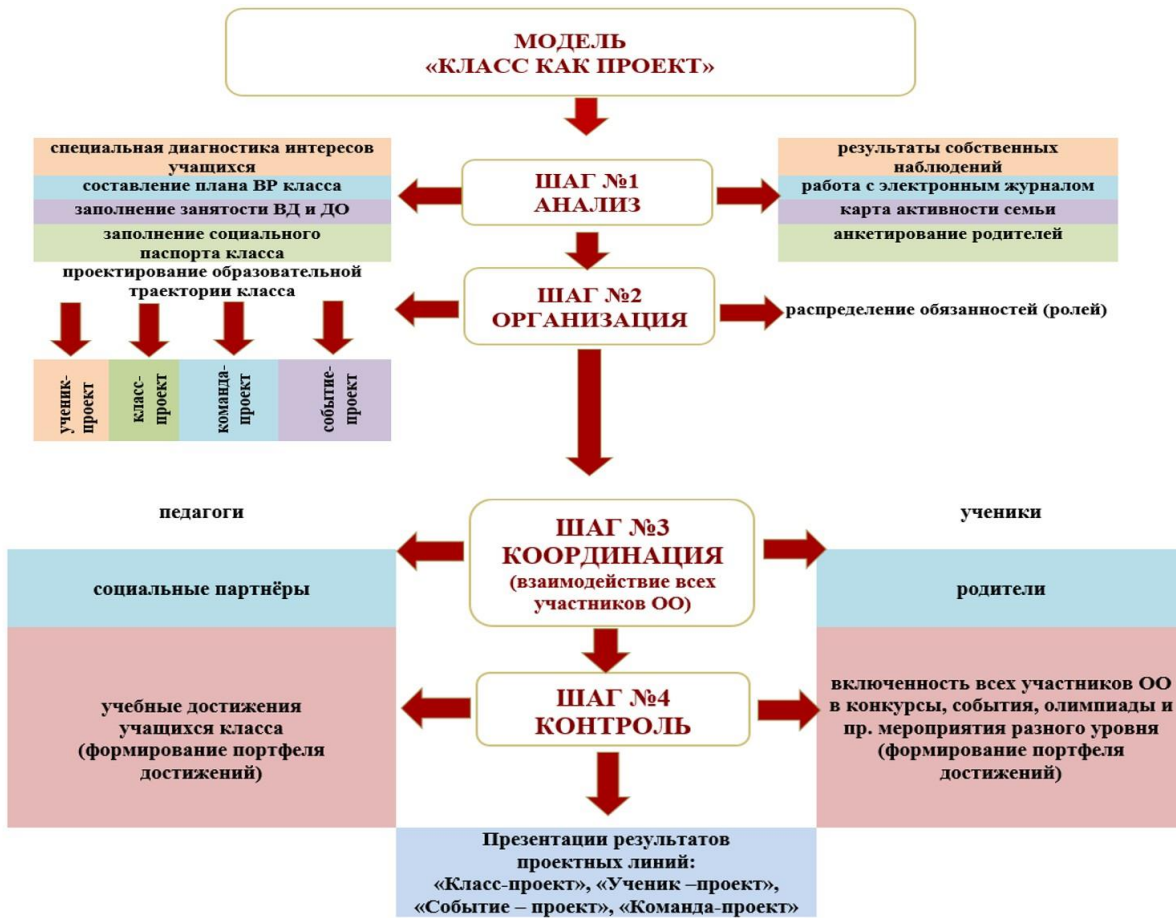 МОДЕЛЬ
«КЛАСС КАК ПРОЕКТ»
специальная диагностика интересов
учащихся
составление плана ВР класса
заполнение занятости ВД и ДО
заполнение социального
паспорта класса
ШАГ №1
АНАЛИЗ
результаты собственных
наблюдений
работа с электронным журналом
карта активности семьи
анкетирование родителей
проектирование образовательной
траектории класса
ШАГ №2
ОРГАНИЗАЦИЯ
распределение обязанностей (ролей)
ученик-
проект
класс-
проект
команда-
проект
событие-
проект
педагоги
социальные партнёры
ШАГ №3
КООРДИНАЦИЯ
(взаимодействие всех
участников ОО)
ученики
родители
учебные достижения
учащихся класса
(формирование портфеля
достижений)
ШАГ №4
КОНТРОЛЬ
включенность всех участников ОО
в конкурсы, события, олимпиады и
пр. мероприятия разного уровня
(формирование портфеля
достижений)
Презентации результатов
проектных линий:
«Класс-проект», «Ученик –проект»,
«Событие – проект», «Команда-проект»